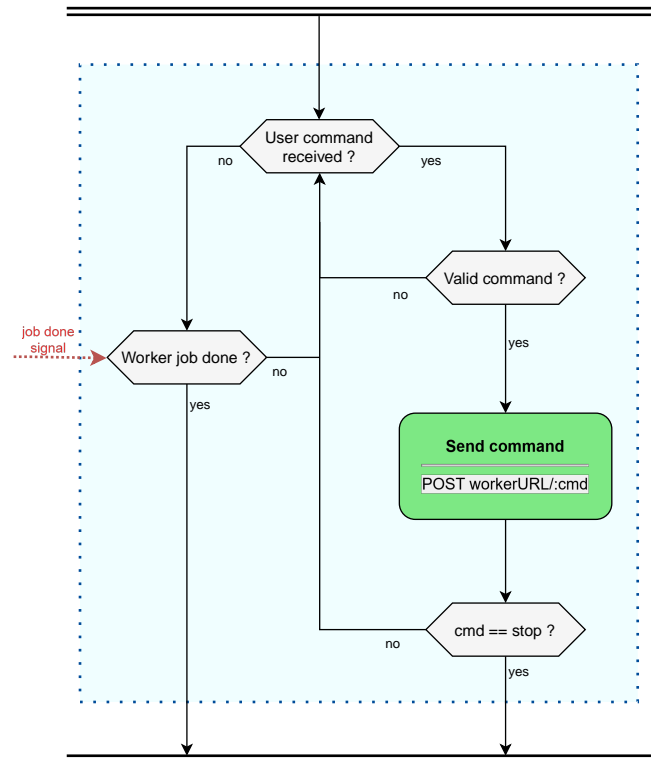 User command
received ?
no
yes
Valid command ?
no
job done
signal
yes
Worker job done ?
no
yes
Send command
POST workerURL/:cmd
cmd == stop ?
no
yes